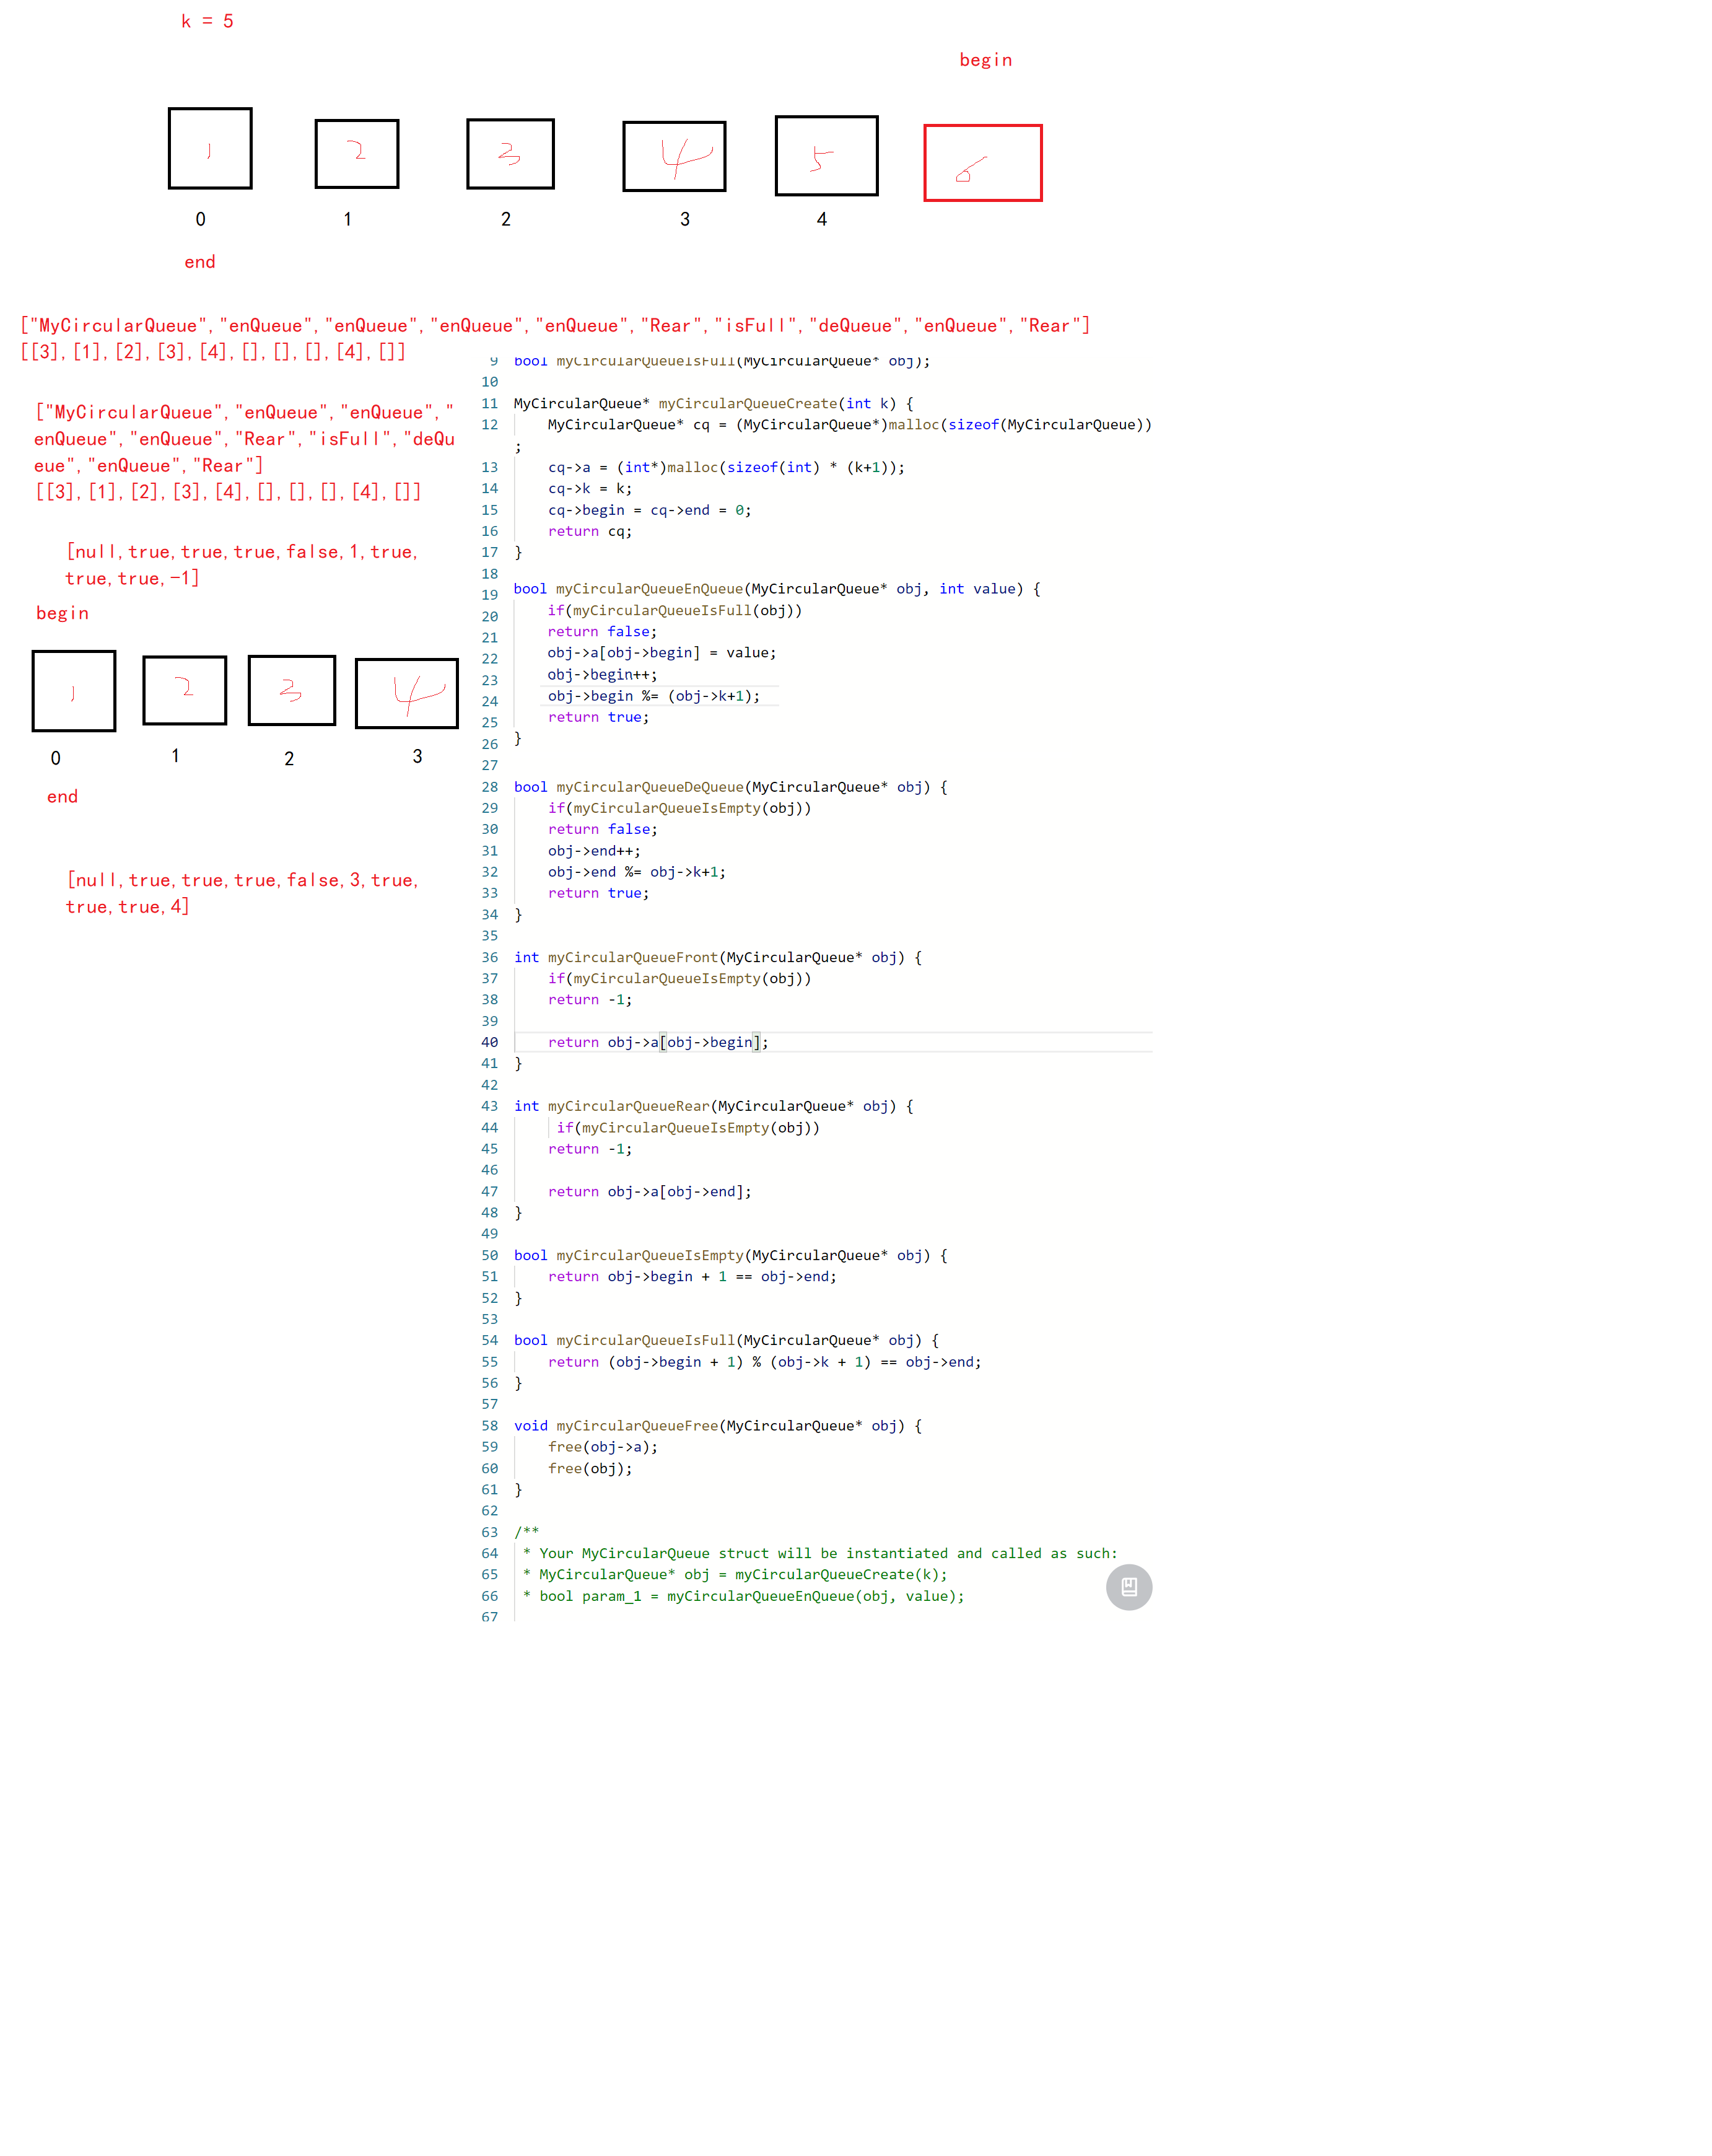 k = 5
begin
1 2 3 4 5 6
0 1 2 3 4
end
["MyCircularQueue","enQueue","enQueue","enQueue","enQueue","Rear","isFull","deQueue","enQueue","Rear"]
[[3],[1],[2],[3],[4],[],[],[],[4],[]]
["MyCircularQueue","enQueue","enQueue","
enQueue","enQueue","Rear","isFull","deQu
eue","enQueue","Rear"]
[[3],[1],[2],[3],[4],[],[],[],[4],[]]
[null,true,true,true,false,1,true,
true,true,-1]
begin
1 2 3 4
0 1 2 3
end
[null,true,true,true,false,3,true,
true,true,4]
9 bool myCircularQueueIsFull(MyCircularQueue* obj);
10
11 MyCircularQueue* myCircularQueueCreate(int k) {
12 MyCircularQueue* cq = (MyCircularQueue*)malloc(sizeof(MyCircularQueue))
;
13 cq->a = (int*)malloc(sizeof(int) * (k+1));
14 cq->k = k;
15 cq->begin = cq->end = 0;
16 return cq;
17 }
18
19 bool myCircularQueueEnQueue(MyCircularQueue* obj, int value) {
20 if(myCircularQueueIsFull(obj))
21 return false;
22 obj->a[obj->begin] = value;
23 obj->begin++;
24 obj->begin %= (obj->k+1);
25 return true;
26 }
27
28 bool myCircularQueueDeQueue(MyCircularQueue* obj) {
29 if(myCircularQueueIsEmpty(obj))
30 return false;
31 obj->end++;
32 obj->end %= obj->k+1;
33 return true;
34 }
35
36 int myCircularQueueFront(MyCircularQueue* obj) {
37 if(myCircularQueueIsEmpty(obj))
38 return -1;
39
40 return obj->a[obj->begin];
41 }
42
43 int myCircularQueueRear(MyCircularQueue* obj) {
44 if(myCircularQueueIsEmpty(obj))
45 return -1;
46
47 return obj->a[obj->end];
48 }
49
50 bool myCircularQueueIsEmpty(MyCircularQueue* obj) {
51 return obj->begin + 1 == obj->end;
52 }
53
54 bool myCircularQueueIsFull(MyCircularQueue* obj) {
55 return (obj->begin + 1) % (obj->k + 1) == obj->end;
56 }
57
58 void myCircularQueueFree(MyCircularQueue* obj) {
59 free(obj->a);
60 free(obj);
61 }
62
63 /**
64 * Your MyCircularQueue struct will be instantiated and called as such:
65 * MyCircularQueue* obj = myCircularQueueCreate(k);
66 * bool param_1 = myCircularQueueEnQueue(obj, value);
67